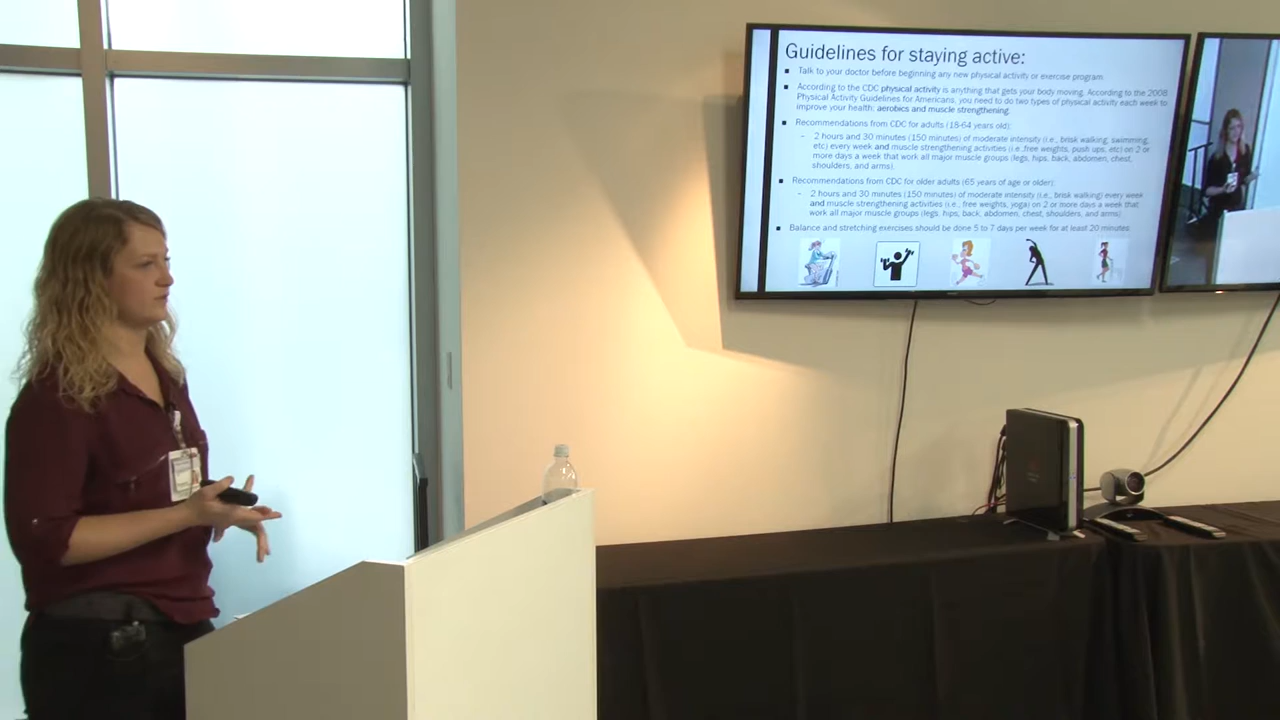 Guidelines for staying active:
Talk to your doctor before beginning any new physical activity or exercise program.
According to the CDC physical activity is anything that gets your body moving. According to the 2008
Physical Activity Guidelines for Americans, you need to do two types of physical activity each week to
improve your health: aerobics and muscle strengthening.
Recommendations from CDC for adults (18-64 years old):
– 2 hours and 30 minutes (150 minutes) of moderate intensity (i.e., brisk walking, swimming,
etc) every week and muscle strengthening activities (i.e.,free weights, push ups, etc) on 2 or
more days a week that work all major muscle groups (legs, hips, back, abdomen, chest,
shoulders, and arms).
Recommendations from CDC for older adults (65 years of age or older):
– 2 hours and 30 minutes (150 minutes) of moderate intensity (i.e., brisk walking) every week
and muscle strengthening activities (i.e., free weights, yoga) on 2 or more days a week that
work all major muscle groups (legs, hips, back, abdomen, chest, shoulders, and arms).
Balance and stretching exercises should be done 5 to 7 days per week for at least 20 minutes.